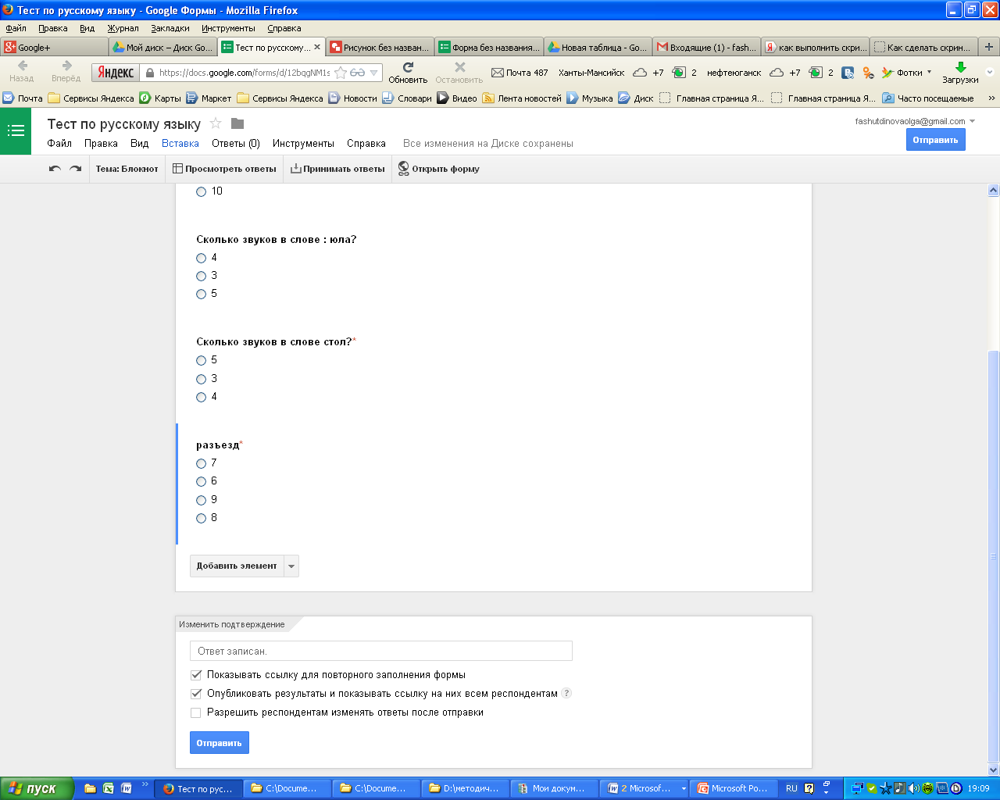 Тест по русскому языку - Google Формы - Mozilla Firefox
Файл Правка Вид Журнал Закладки Инструменты Справка
Google+ Мой диск – Диск Go... Тест по русскому... Рисунок без назван... Форма без названия... Новая таблица - Go... Входящие (1) - fash... как выполнить скри... Как сделать скрин...
Назад Вперёд Яндекс https://docs.google.com/forms/d/12bqgNM1s Обновить Остановить Почта 487 Ханты-Мансийск +7 2 нефтеюганск +7 2 Фотки Загрузки
Почта Сервисы Яндекса Карты Маркет Сервисы Яндекса Новости Словари Видео Лента новостей Музыка Диск Главная страница Я... Главная страница Я... Часто посещаемые
Тест по русскому языку fashutdinovaolga@gmail.com
Файл Правка Вид Вставка Ответы (0) Инструменты Справка Все изменения на Диске сохранены Отправить
Тема: Блокнот Просмотреть ответы Принимать ответы Открыть форму
10
Сколько звуков в слове : юла?
4
3
5
Сколько звуков в слове стол?*
5
3
4
разъезд*
7
6
9
8
Добавить элемент
Изменить подтверждение
Ответ записан.
Показывать ссылку для повторного заполнения формы
Опубликовать результаты и показывать ссылку на них всем респондентам ?
Разрешить респондентам изменять ответы после отправки
Отправить
пуск Тест по рус... C:\Docume... C:\Docume... D:\методич... Мои докум... 2 Microsof... Microsoft Po... RU 19:09